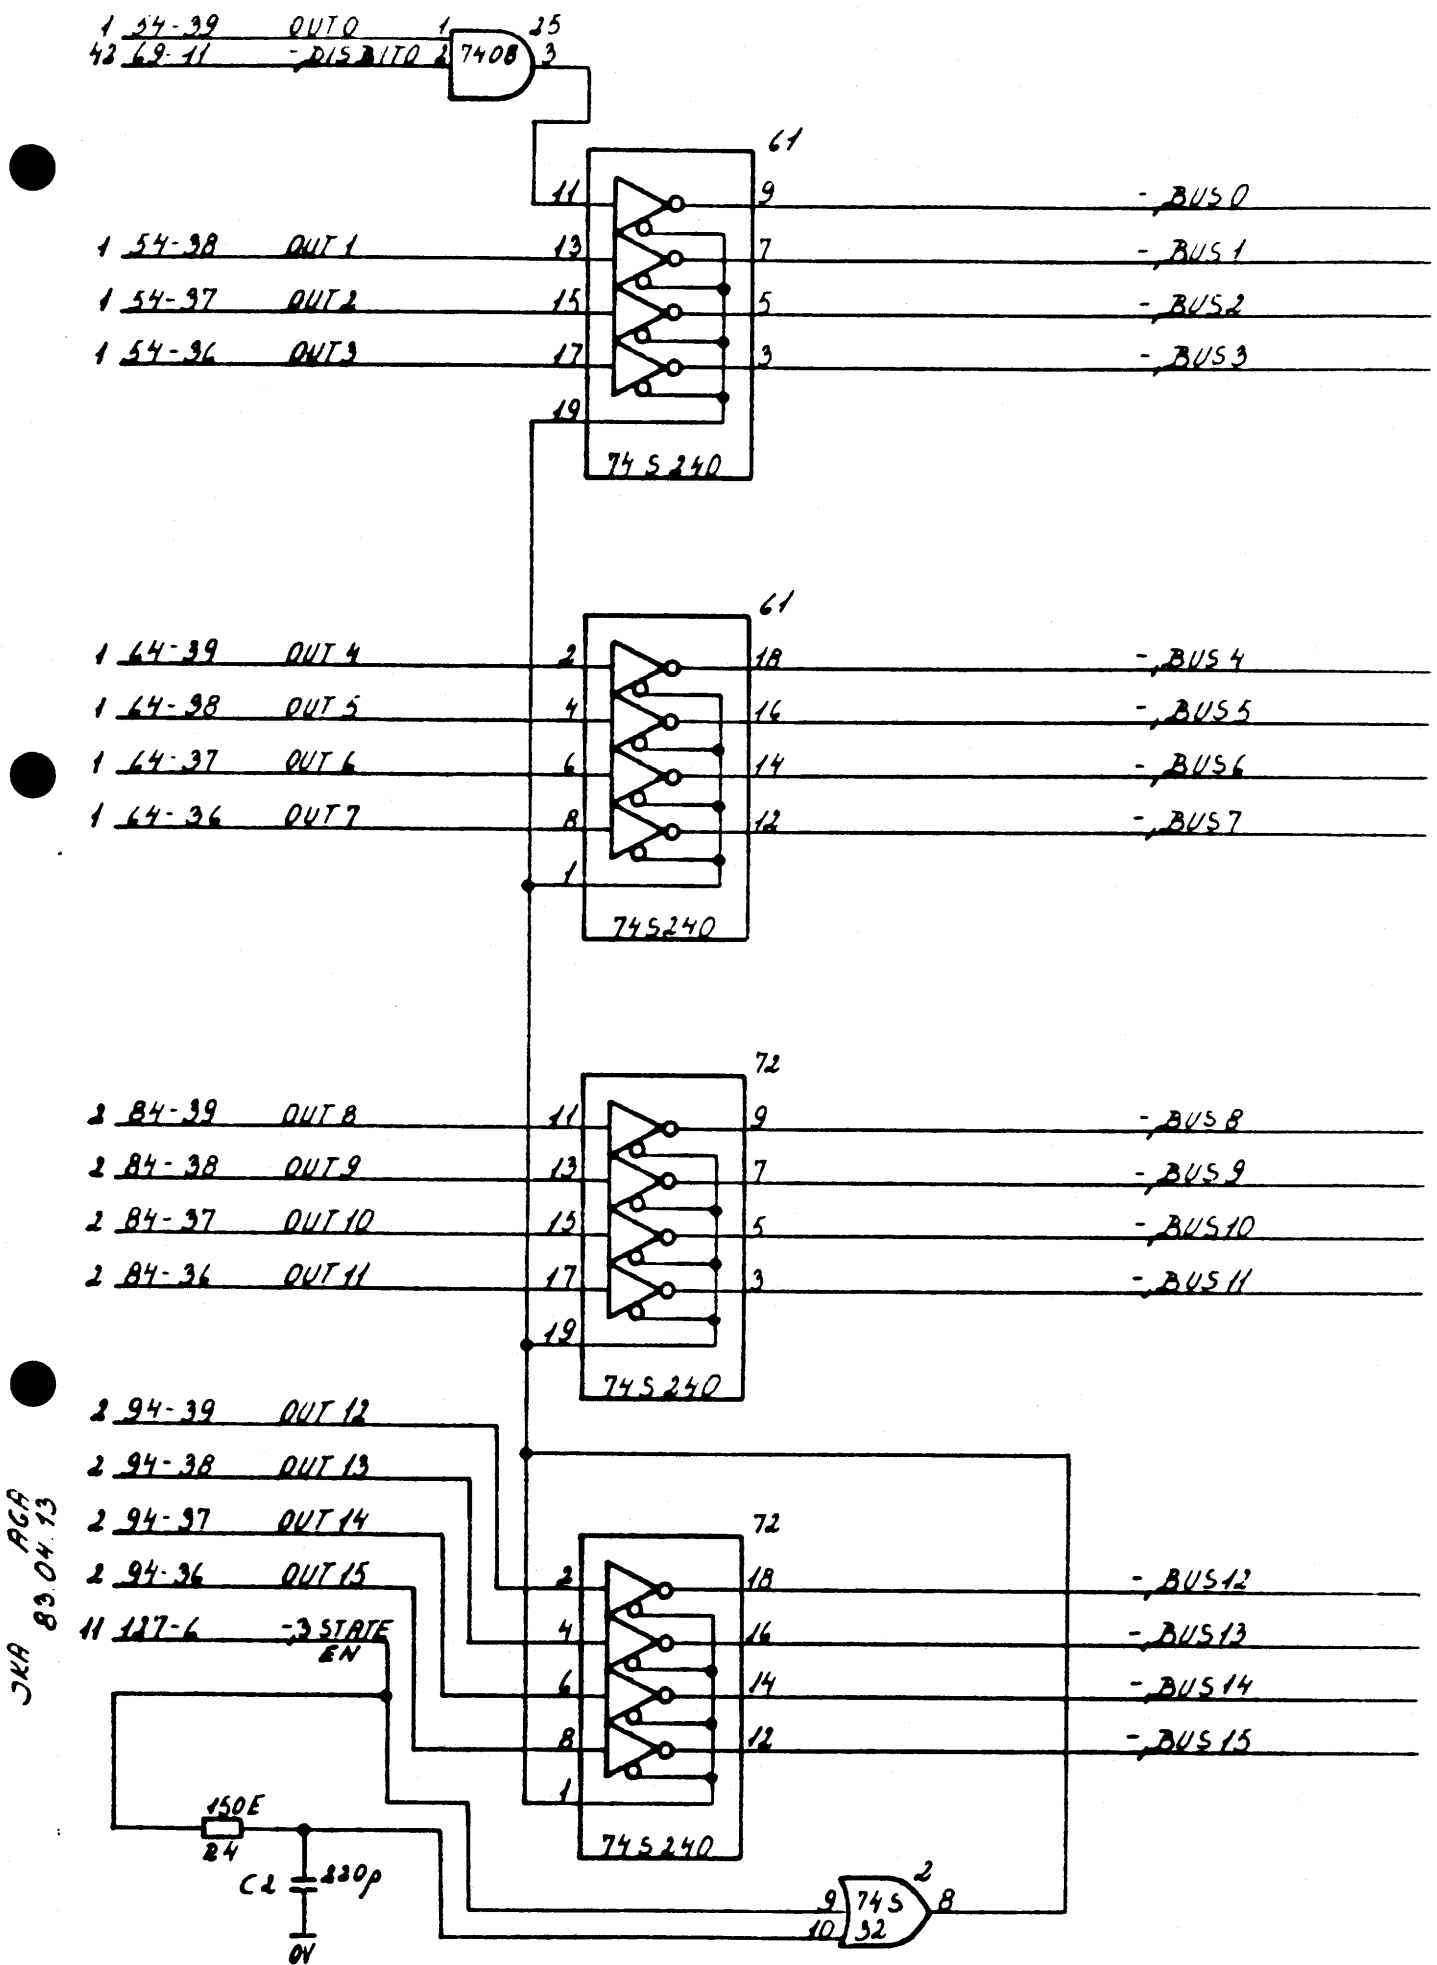 1 54-39 OUT0 1 25
42 69-11 -,DISBIT0 2 7408 3
61
11 9 -,BUS0
1 54-38 OUT1 13 7 -,BUS1
1 54-37 OUT2 15 5 -,BUS2
1 54-36 OUT3 17 3 -,BUS3
19
74S240
61
1 64-39 OUT4 2 18 -,BUS4
1 64-38 OUT5 4 16 -,BUS5
1 64-37 OUT6 6 14 -,BUS6
1 64-36 OUT7 8 12 -,BUS7
1
74S240
72
2 84-39 OUT8 11 9 -,BUS8
2 84-38 OUT9 13 7 -,BUS9
2 84-37 OUT10 15 5 -,BUS10
2 84-36 OUT11 17 3 -,BUS11
19
74S240
2 94-39 OUT12
2 94-38 OUT13
2 94-37 OUT14 72
2 94-36 OUT15 2 18 -,BUS12
11 127-6 -,3STATE 4 16 -,BUS13
EN
6 14 -,BUS14
8 12 -,BUS15
1
74S240
150E
R4
C2 220p
0V
2
9 74S 8
10 32
JKA AGA
83.04.13